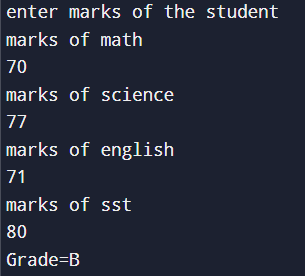 enter marks of the student
marks of math
70
marks of science
77
marks of english
71
marks of sst
80
Grade=B